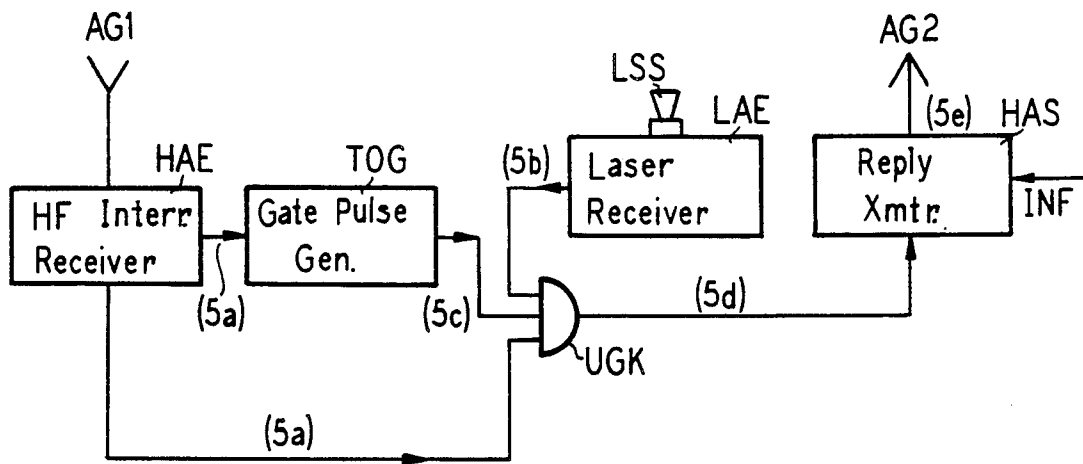 AG1
AG2
LSS
LAE
(5e)
HAS
HAE
TOG
(5b)
Laser
Receiver
Reply
Xmtr.
INF
HF Interr.
Receiver
Gate Pulse
Gen.
(5a)
(5c)
(5d)
UGK
(5a)